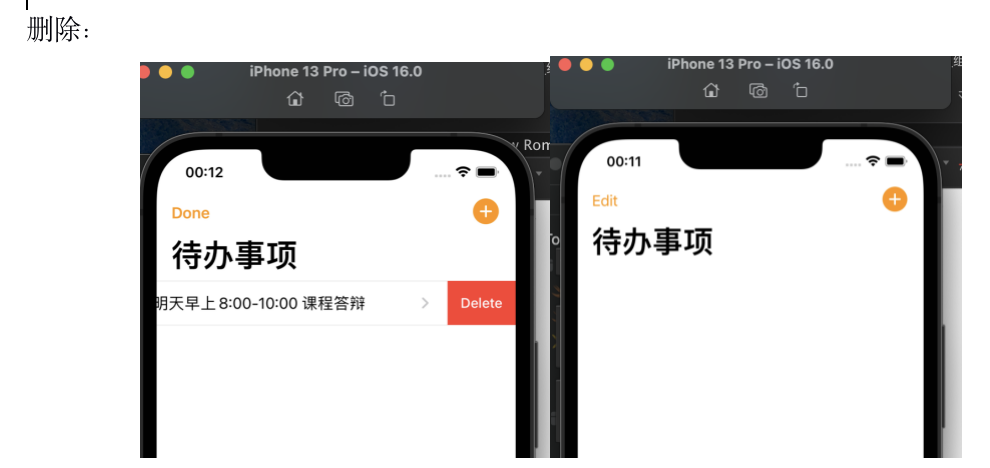 删除:
iPhone 13 Pro – iOS 16.0
00:12
Done
待办事项
明天早上 8:00-10:00 课程答辩
Delete
iPhone 13 Pro – iOS 16.0
00:11
Edit
待办事项